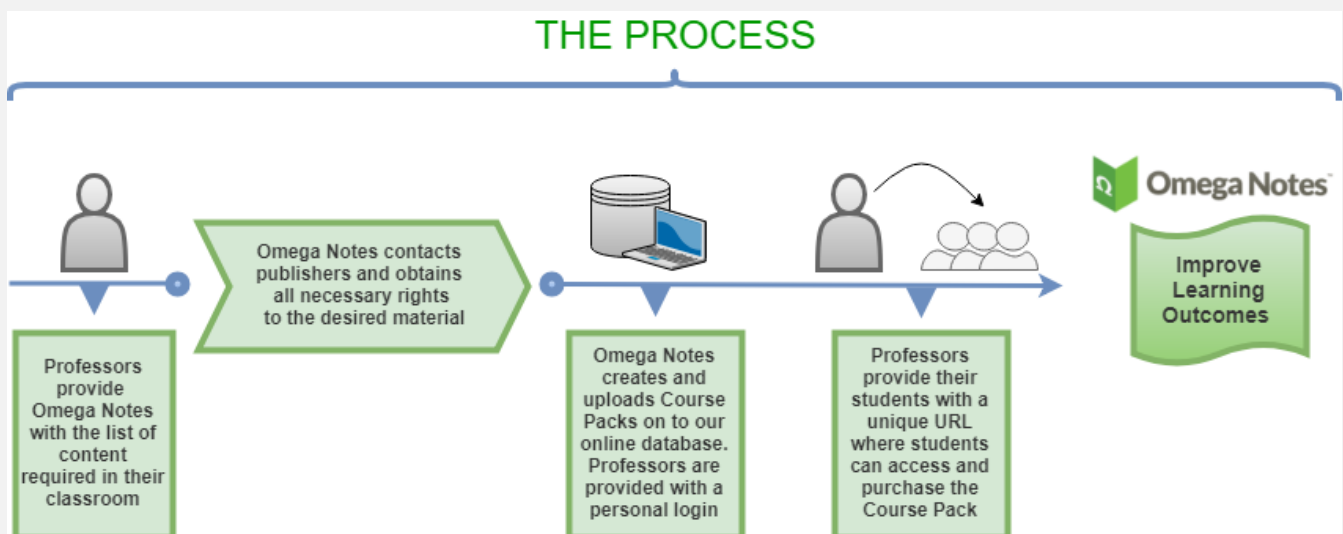 THE PROCESS
Professors
provide
Omega Notes
with the list of
content
required in their
classroom
Omega Notes contacts
publishers and obtains
all necessary rights
to the desired material
Omega Notes
creates and
uploads Course
Packs on to our
online database.
Professors are
provided with a
personal login
Professors
provide their
students with a
unique URL
where students
can access and
purchase the
Course Pack
Ω
Omega Notes™
Improve
Learning
Outcomes